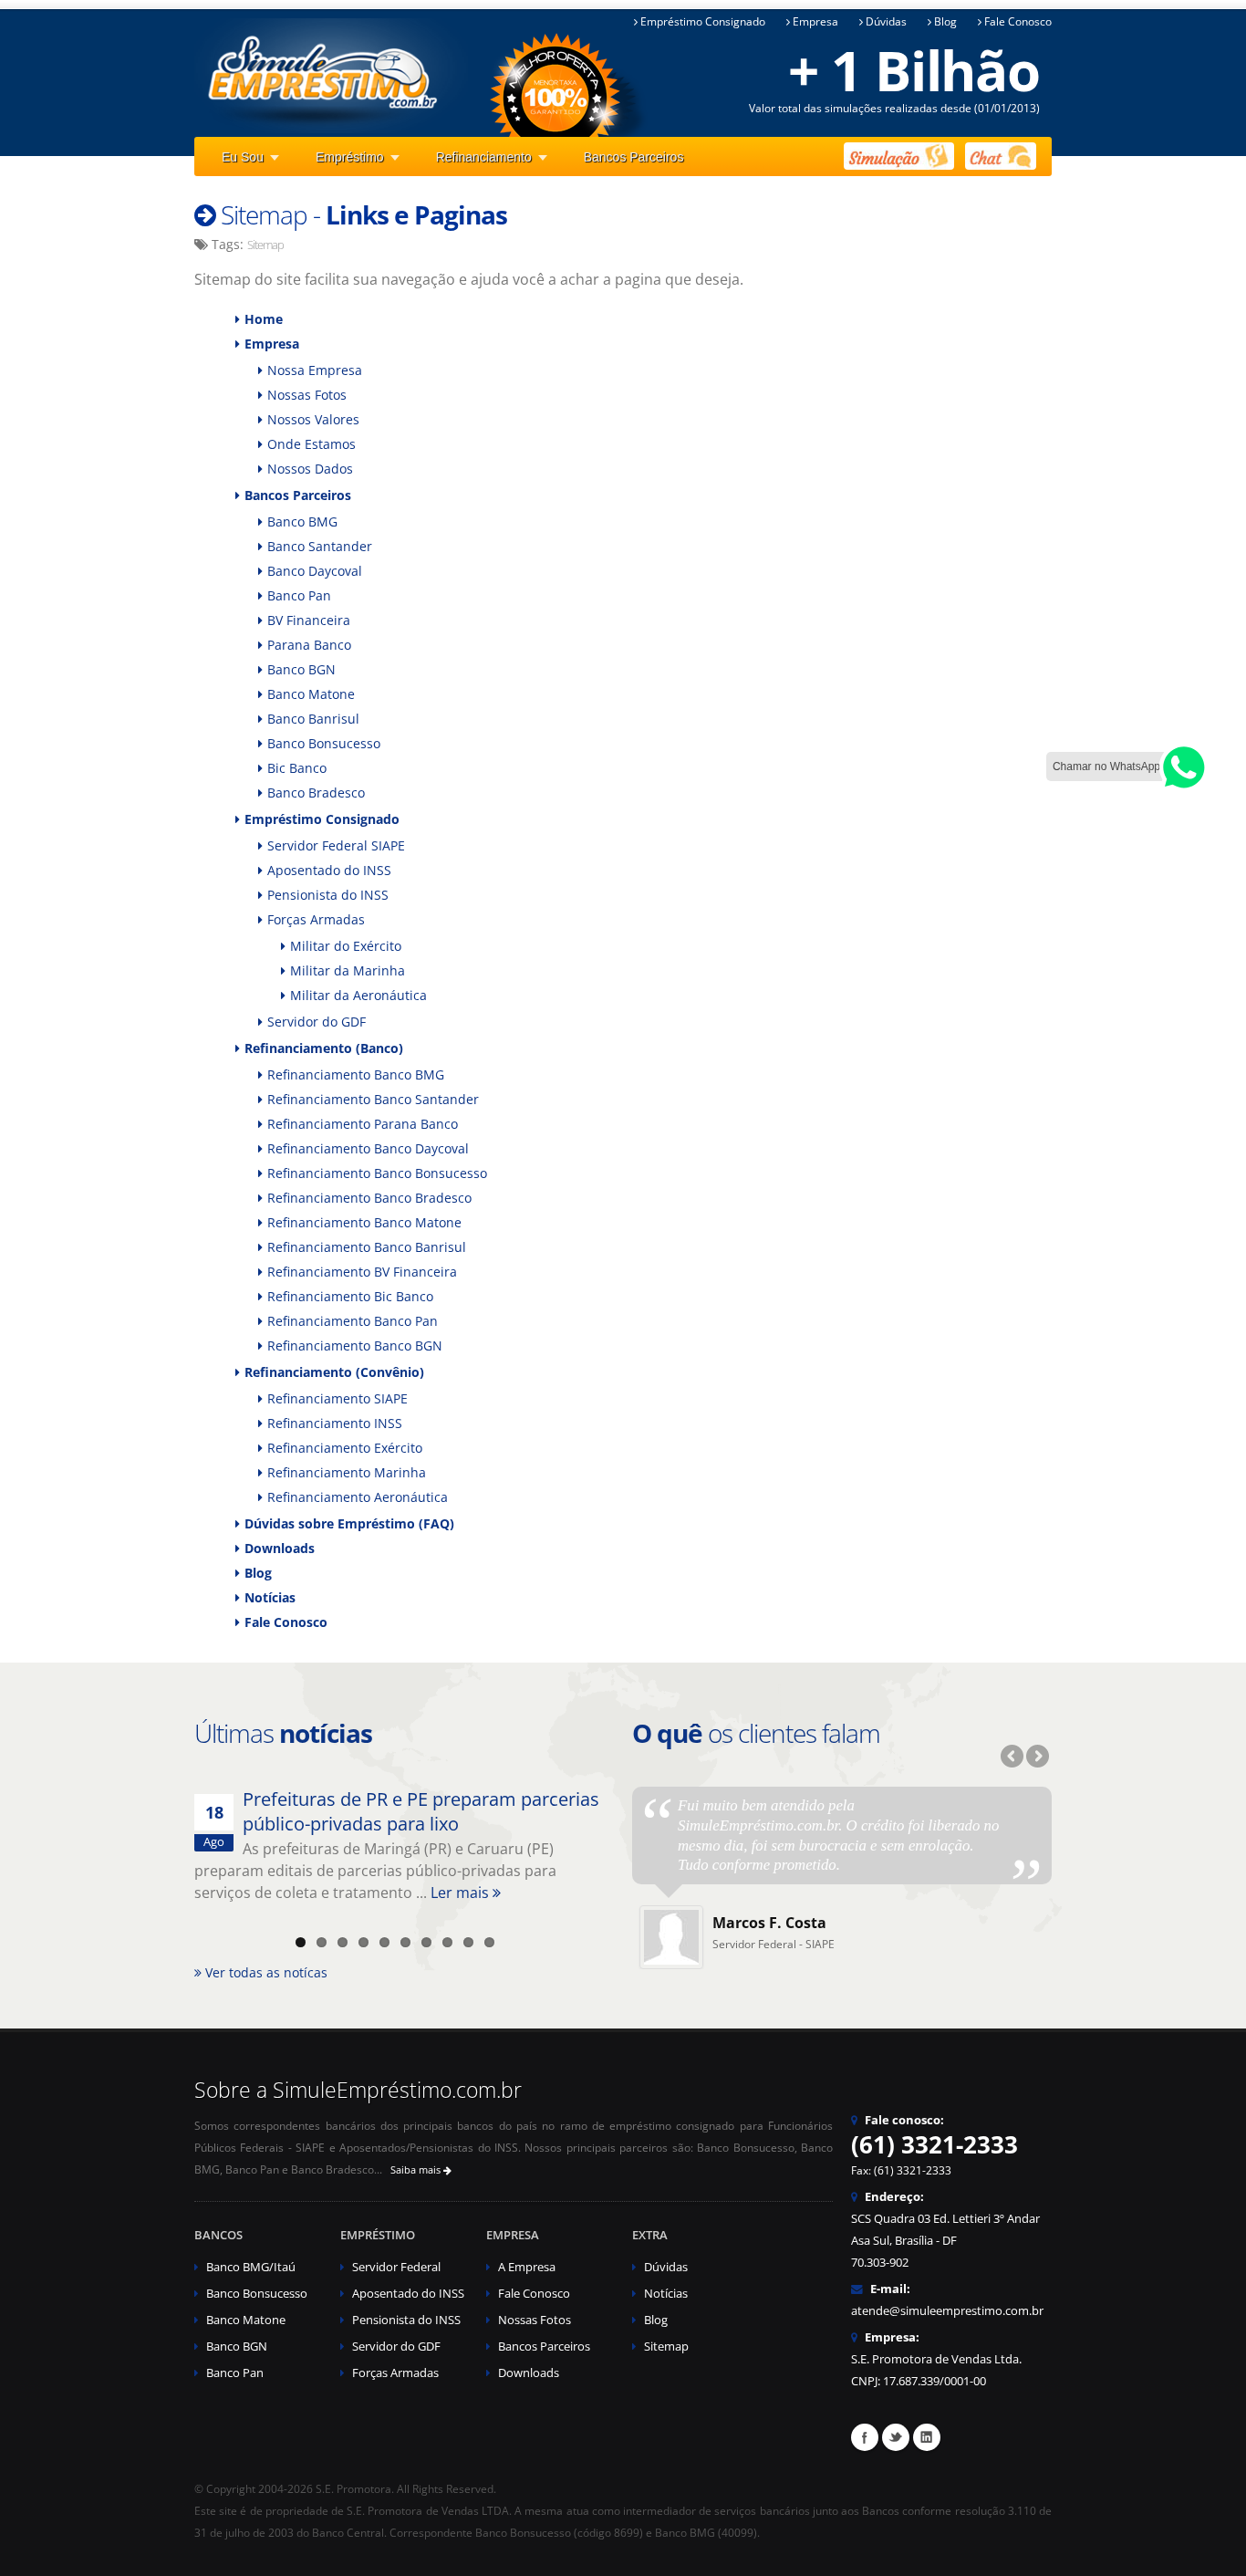 Empréstimo Consignado Empresa Dúvidas Blog Fale Conosco
Simule
EMPRÉSTIMO
.com.br
MELHOR OFERTA
MENOR TAXA
100%
GARANTIDO
+ 1 Bilhão
Valor total das simulações realizadas desde (01/01/2013)
Eu Sou Empréstimo Refinanciamento Bancos Parceiros Simulação Chat
Sitemap - Links e Paginas
Tags: Sitemap
Sitemap do site facilita sua navegação e ajuda você a achar a pagina que deseja.
Home
Empresa
Nossa Empresa
Nossas Fotos
Nossos Valores
Onde Estamos
Nossos Dados
Bancos Parceiros
Banco BMG
Banco Santander
Banco Daycoval
Banco Pan
BV Financeira
Parana Banco
Banco BGN
Banco Matone
Banco Banrisul
Banco Bonsucesso
Chamar no WhatsApp
Bic Banco
Banco Bradesco
Empréstimo Consignado
Servidor Federal SIAPE
Aposentado do INSS
Pensionista do INSS
Forças Armadas
Militar do Exército
Militar da Marinha
Militar da Aeronáutica
Servidor do GDF
Refinanciamento (Banco)
Refinanciamento Banco BMG
Refinanciamento Banco Santander
Refinanciamento Parana Banco
Refinanciamento Banco Daycoval
Refinanciamento Banco Bonsucesso
Refinanciamento Banco Bradesco
Refinanciamento Banco Matone
Refinanciamento Banco Banrisul
Refinanciamento BV Financeira
Refinanciamento Bic Banco
Refinanciamento Banco Pan
Refinanciamento Banco BGN
Refinanciamento (Convênio)
Refinanciamento SIAPE
Refinanciamento INSS
Refinanciamento Exército
Refinanciamento Marinha
Refinanciamento Aeronáutica
Dúvidas sobre Empréstimo (FAQ)
Downloads
Blog
Notícias
Fale Conosco
Últimas notícias
18
Ago
Prefeituras de PR e PE preparam parcerias
público-privadas para lixo
As prefeituras de Maringá (PR) e Caruaru (PE)
preparam editais de parcerias público-privadas para
serviços de coleta e tratamento ... Ler mais
Ver todas as notícas
O quê os clientes falam
“ Fui muito bem atendido pela
SimuleEmpréstimo.com.br. O crédito foi liberado no
mesmo dia, foi sem burocracia e sem enrolação.
Tudo conforme prometido. ”
Marcos F. Costa
Servidor Federal - SIAPE
Sobre a SimuleEmpréstimo.com.br
Somos correspondentes bancários dos principais bancos do país no ramo de empréstimo consignado para Funcionários
Públicos Federais - SIAPE e Aposentados/Pensionistas do INSS. Nossos principais parceiros são: Banco Bonsucesso, Banco
BMG, Banco Pan e Banco Bradesco... Saiba mais
BANCOS
Banco BMG/Itaú
Banco Bonsucesso
Banco Matone
Banco BGN
Banco Pan
EMPRÉSTIMO
Servidor Federal
Aposentado do INSS
Pensionista do INSS
Servidor do GDF
Forças Armadas
EMPRESA
A Empresa
Fale Conosco
Nossas Fotos
Bancos Parceiros
Downloads
EXTRA
Dúvidas
Notícias
Blog
Sitemap
Fale conosco:
(61) 3321-2333
Fax: (61) 3321-2333
Endereço:
SCS Quadra 03 Ed. Lettieri 3º Andar
Asa Sul, Brasília - DF
70.303-902
E-mail:
atende@simuleemprestimo.com.br
Empresa:
S.E. Promotora de Vendas Ltda.
CNPJ: 17.687.339/0001-00
© Copyright 2004-2026 S.E. Promotora. All Rights Reserved.
Este site é de propriedade de S.E. Promotora de Vendas LTDA. A mesma atua como intermediador de serviços bancários junto aos Bancos conforme resolução 3.110 de
31 de julho de 2003 do Banco Central. Correspondente Banco Bonsucesso (código 8699) e Banco BMG (40099).